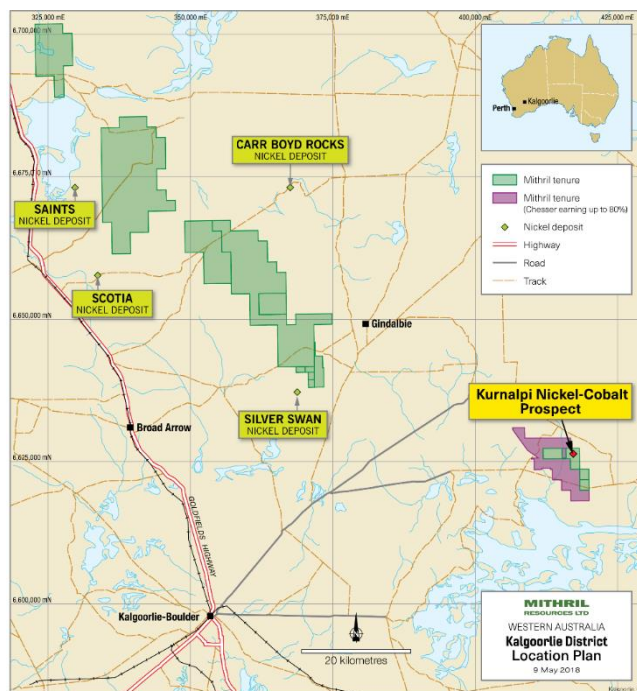 325,000 mE
350,000 mE
375,000 mE
400,000 mE
425,000 mE
6,700,000 mN
6,675,000 mN
6,650,000 mN
6,625,000 mN
6,600,000 mN
Perth
Kalgoorlie
CARR BOYD ROCKS
NICKEL DEPOSIT
SAINTS
NICKEL DEPOSIT
SCOTIA
NICKEL DEPOSIT
Mithril tenure
Mithril tenure
(Chesser earning up to 80%)
Nickel deposit
Highway
Road
Track
Gindalbie
SILVER SWAN
NICKEL DEPOSIT
Kurnalpi Nickel-Cobalt
Prospect
Broad Arrow
GOLDFIELDS HIGHWAY
Kalgoorlie-Boulder
N
20 kilometres
MITHRIL
RESOURCES LTD
WESTERN AUSTRALIA
Kalgoorlie District
Location Plan
9 May 2018